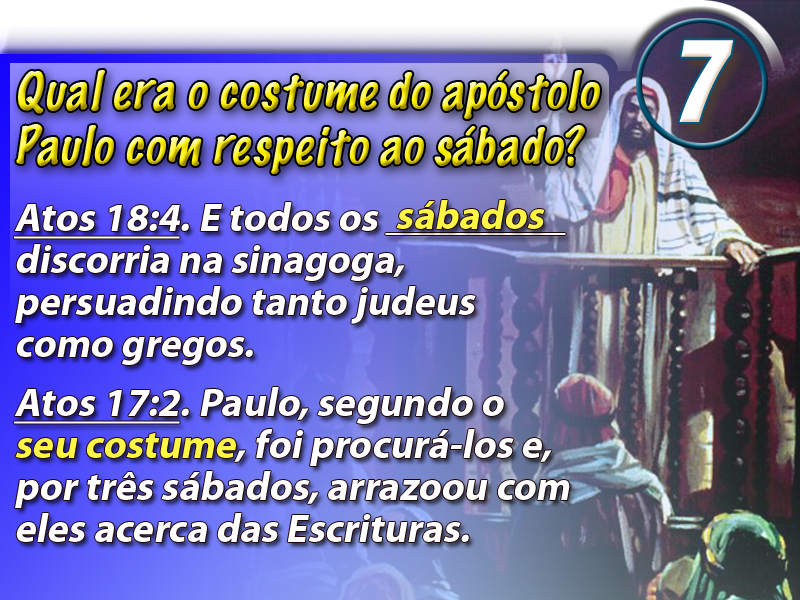 7
Qual era o costume do apóstolo
Paulo com respeito ao sábado?
Atos 18:4. E todos os sábados
discorria na sinagoga,
persuadindo tanto judeus
como gregos.
Atos 17:2. Paulo, segundo o
seu costume, foi procurá-los e,
por três sábados, arrazoou com
eles acerca das Escrituras.